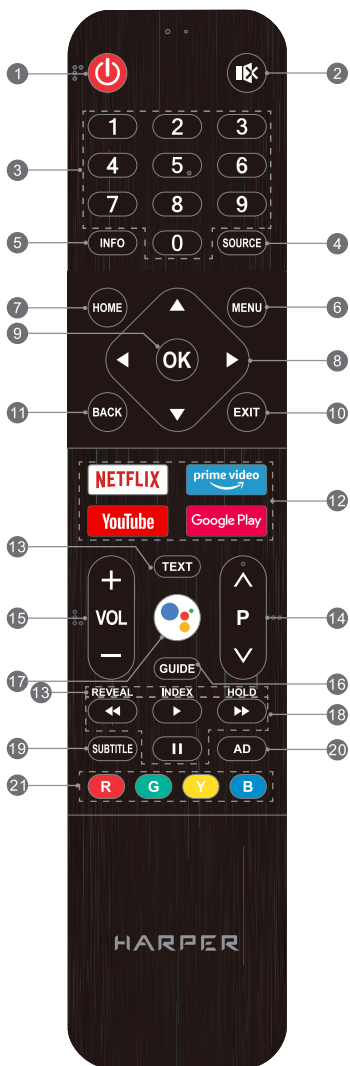 1 2
1 2 3
3 4 5 6
7 8 9
5 INFO 0 SOURCE 4
7 HOME MENU 6
9 OK 8
11 BACK EXIT 10
NETFLIX prime video
12
YouTube Google Play
13 TEXT
+
15 VOL P 14
−
17 GUIDE 16
13 REVEAL INDEX HOLD
18
19 SUBTITLE AD 20
21 R G Y B
HARPER